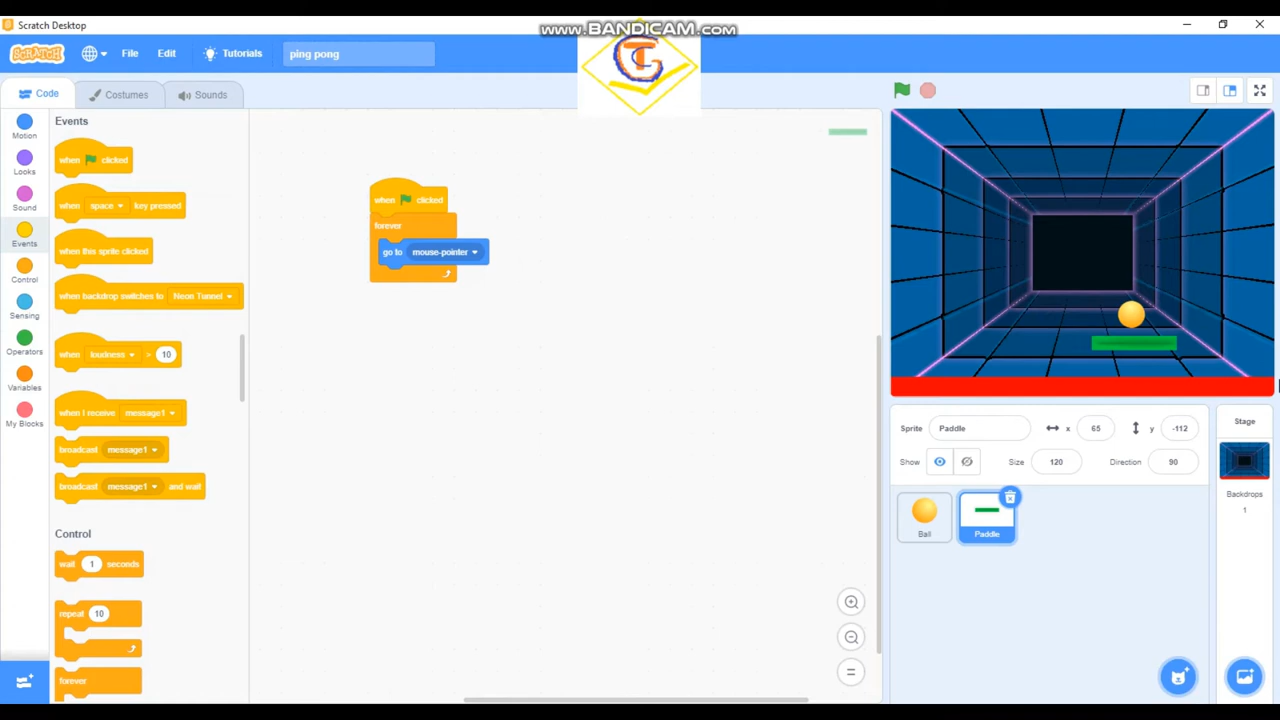 Scratch Desktop
www.BANDICAM.com
SCRATCH
File
Edit
Tutorials
ping pong
Code
Costumes
Sounds
Motion
Looks
Sound
Events
Control
Sensing
Operators
Variables
My Blocks
Events
when clicked
when space key pressed
when this sprite clicked
when backdrop switches to Neon Tunnel
when loudness > 10
when I receive message1
broadcast message1
broadcast message1 and wait
Control
wait 1 seconds
repeat 10
forever
when clicked
forever
go to mouse-pointer
Sprite Paddle x 65 y -112
Show Size 120 Direction 90
Ball
Paddle
Stage
Backdrops
1